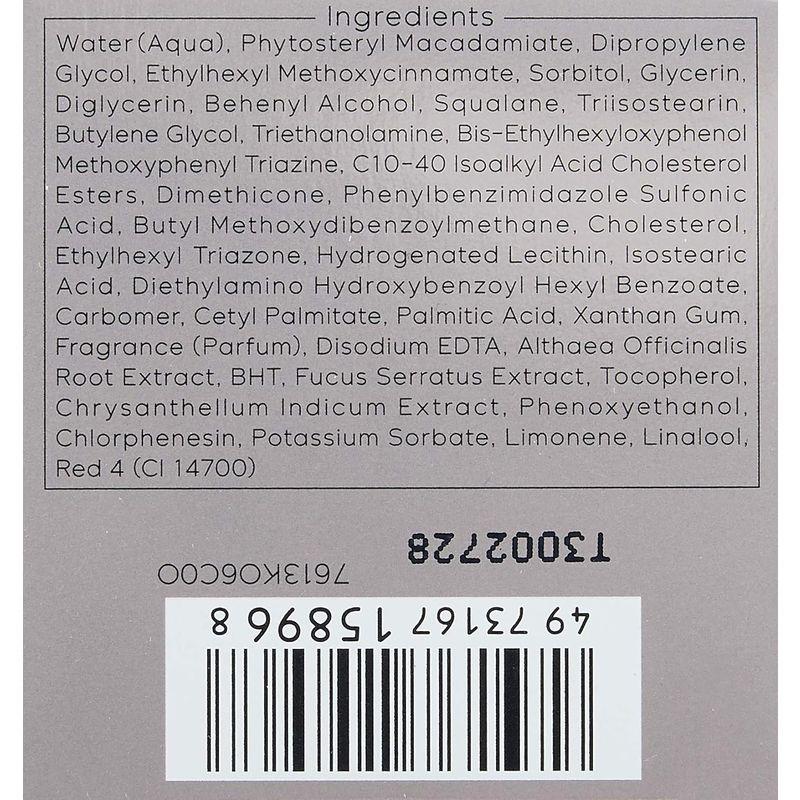 Ingredients
Water(Aqua), Phytosteryl Macadamiate, Dipropylene
Glycol, Ethylhexyl Methoxycinnamate, Sorbitol, Glycerin,
Diglycerin, Behenyl Alcohol, Squalane, Triisostearin,
Butylene Glycol, Triethanolamine, Bis-Ethylhexyloxyphenol
Methoxyphenyl Triazine, C10-40 Isoalkyl Acid Cholesterol
Esters, Dimethicone, Phenylbenzimidazole Sulfonic
Acid, Butyl Methoxydibenzoylmethane, Cholesterol,
Ethylhexyl Triazone, Hydrogenated Lecithin, Isostearic
Acid, Diethylamino Hydroxybenzoyl Hexyl Benzoate,
Carbomer, Cetyl Palmitate, Palmitic Acid, Xanthan Gum,
Fragrance (Parfum), Disodium EDTA, Althaea Officinalis
Root Extract, BHT, Fucus Serratus Extract, Tocopherol,
Chrysanthellum Indicum Extract, Phenoxyethanol,
Chlorphenesin, Potassium Sorbate, Limonene, Linalool,
Red 4 (CI 14700)
T3002728
7613KO6C00
4973167158968